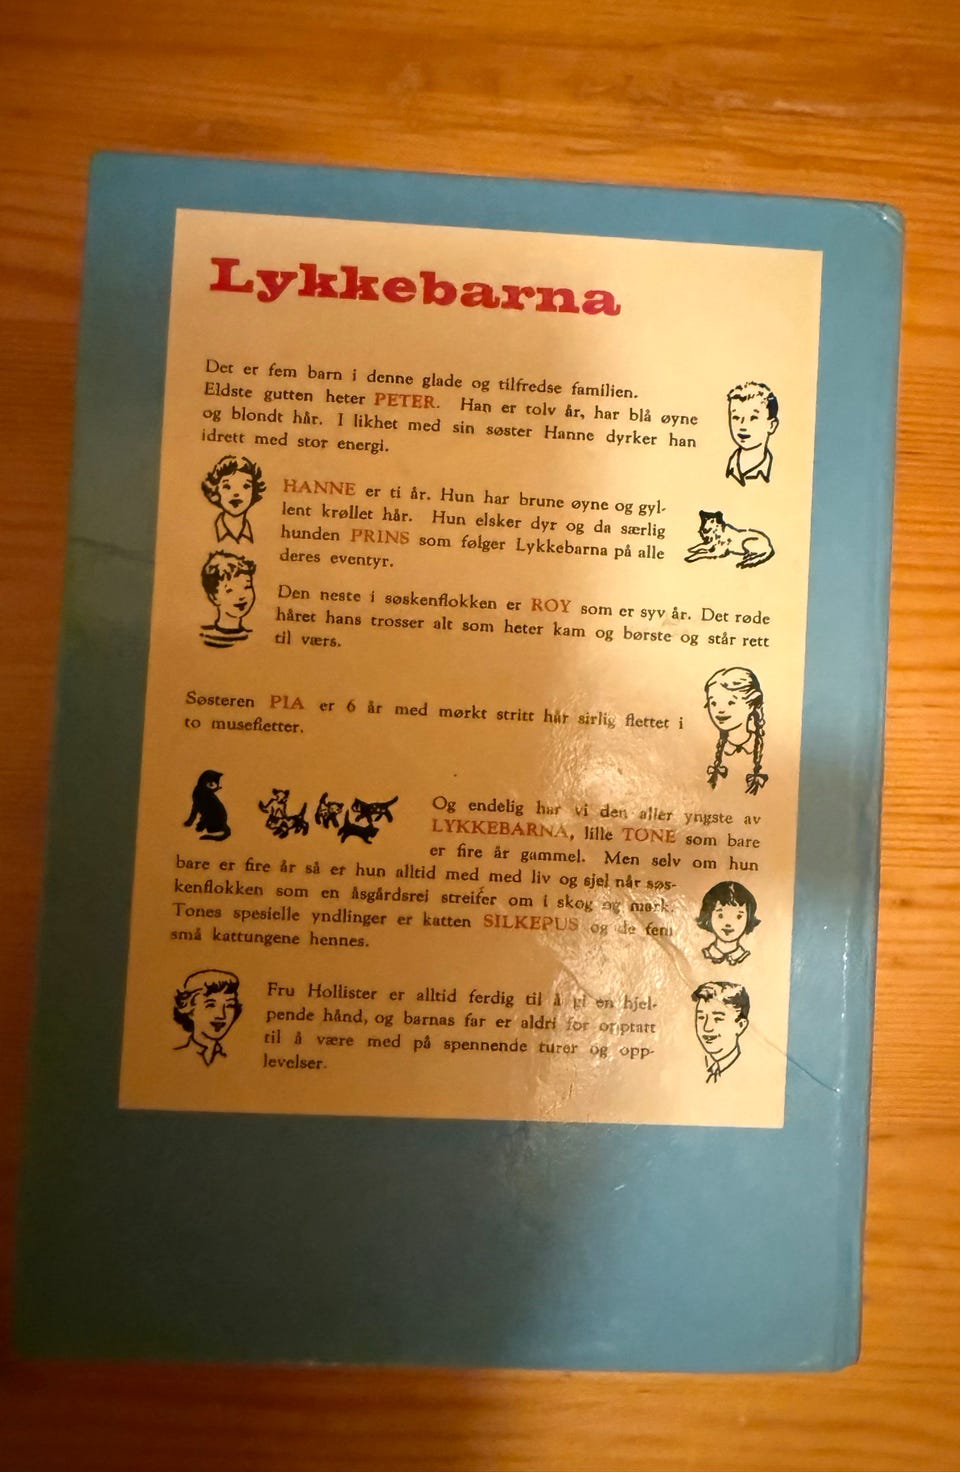 Lykkebarna
Det er fem barn i denne glade og tilfredse familien.
Eldste gutten heter PETER. Han er tolv år, har blå øyne
og blondt hår. I likhet med sin søster Hanne dyrker han
idrett med stor energi.
HANNE er ti år. Hun har brune øyne og gyl-
lent krøllet hår. Hun elsker dyr og da særlig
hunden PRINS som følger Lykkebarna på alle
deres eventyr.
Den neste i søskenflokken er ROY som er syv år. Det røde
håret hans trosser alt som heter kam og børste og står rett
til værs.
Søsteren PIA er 6 år med mørkt stritt hår sirlig flettet i
to musefletter.
Og endelig har vi den aller yngste av
LYKKEBARNA, lille TONE som bare
er fire år gammel. Men selv om hun
bare er fire år så er hun alltid med med liv og sjel når søs-
kenflokken som en åsgårdsrei streifer om i skog og mark.
Tones spesielle yndlinger er katten SILKEPUS og de fem
små kattungene hennes.
Fru Hollister er alltid ferdig til å gi en hjel-
pende hånd, og barnas far er aldri for opptatt
til å være med på spennende turer og opp-
levelser.